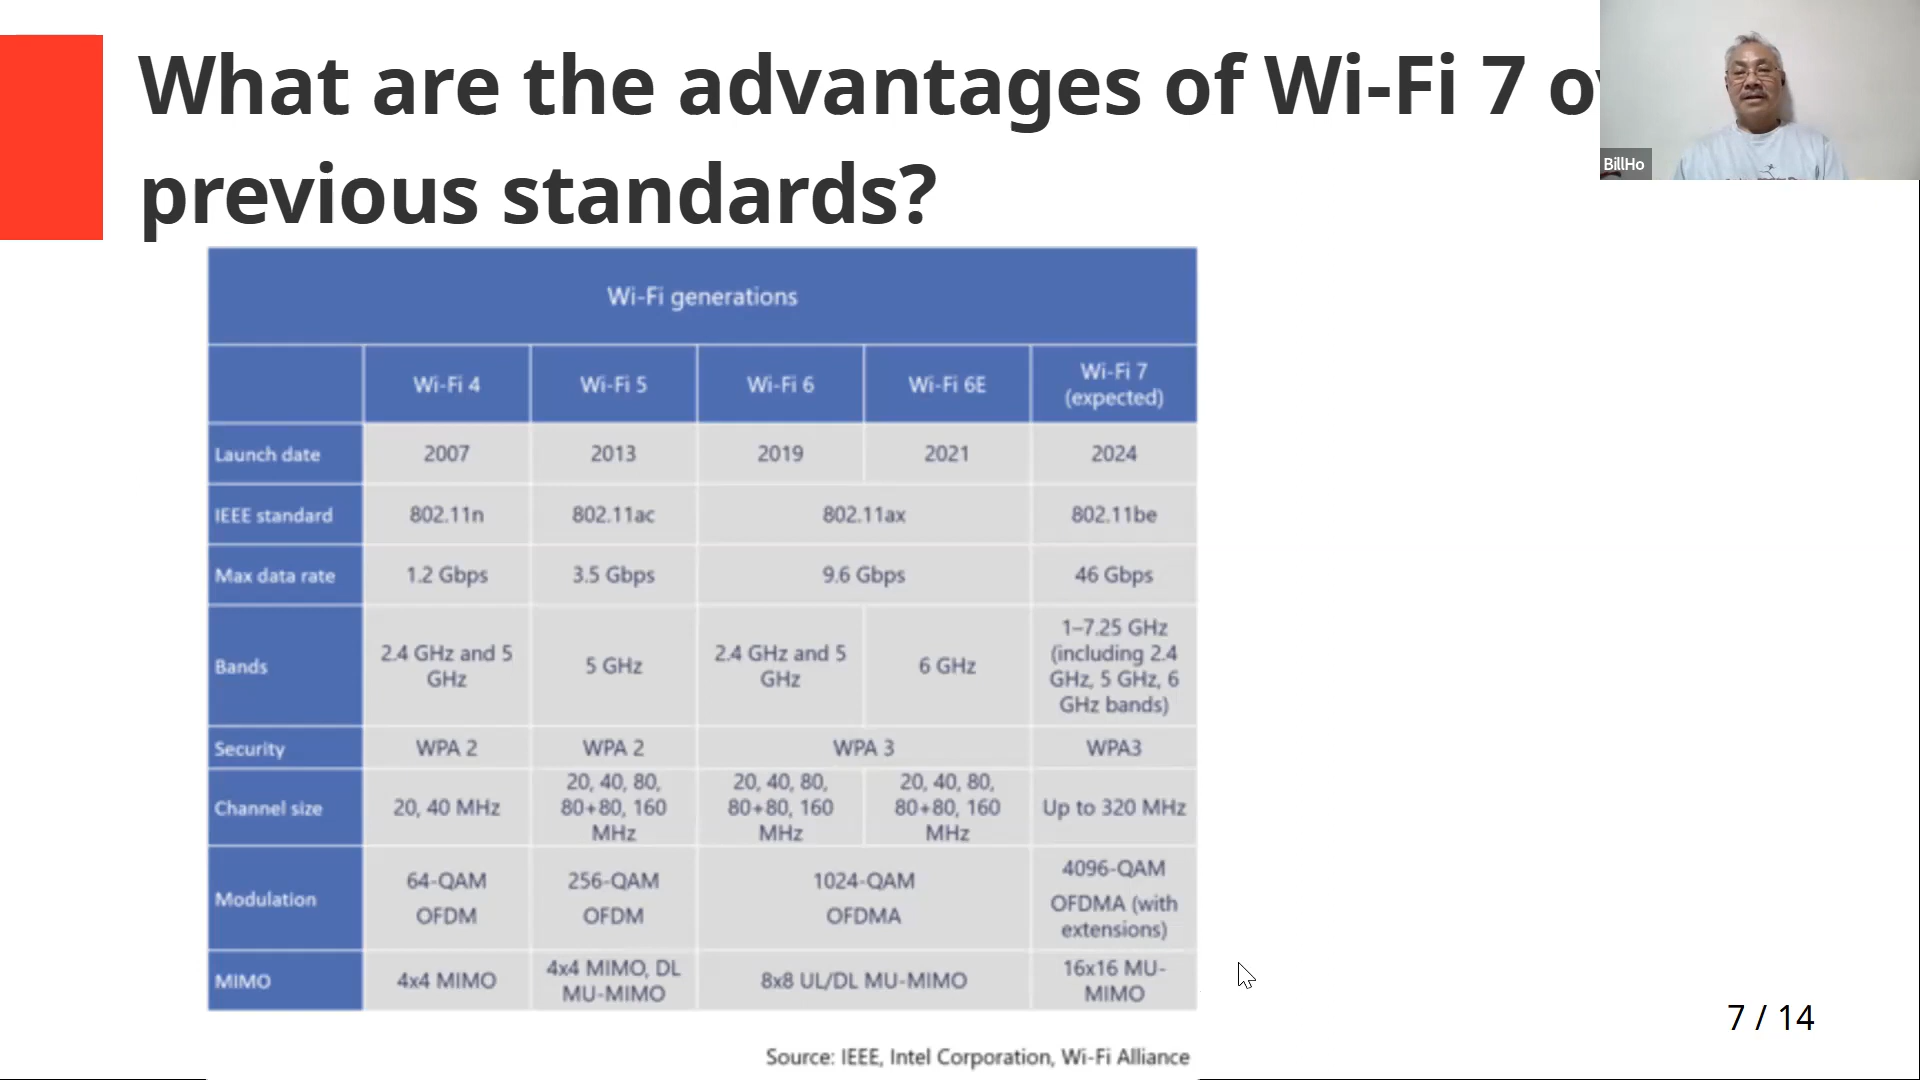 What are the advantages of Wi-Fi 7
previous standards?
BillHo
Wi-Fi generations
Wi-Fi 4
Wi-Fi 5
Wi-Fi 6
Wi-Fi 6E
Wi-Fi 7
(expected)
Launch date
2007
2013
2019
2021
2024
IEEE standard
802.11n
802.11ac
802.11ax
802.11be
Max data rate
1.2 Gbps
3.5 Gbps
9.6 Gbps
46 Gbps
Bands
2.4 GHz and 5
GHz
5 GHz
2.4 GHz and 5
GHz
6 GHz
1–7.25 GHz
(including 2.4
GHz, 5 GHz, 6
GHz bands)
Security
WPA 2
WPA 2
WPA 3
WPA3
Channel size
20, 40 MHz
20, 40, 80,
80+80, 160
MHz
20, 40, 80,
80+80, 160
MHz
20, 40, 80,
80+80, 160
MHz
Up to 320 MHz
Modulation
64-QAM
OFDM
256-QAM
OFDM
1024-QAM
OFDMA
4096-QAM
OFDMA (with
extensions)
MIMO
4x4 MIMO
4x4 MIMO, DL
MU-MIMO
8x8 UL/DL MU-MIMO
16x16 MU-
MIMO
7 / 14
Source: IEEE, Intel Corporation, Wi-Fi Alliance